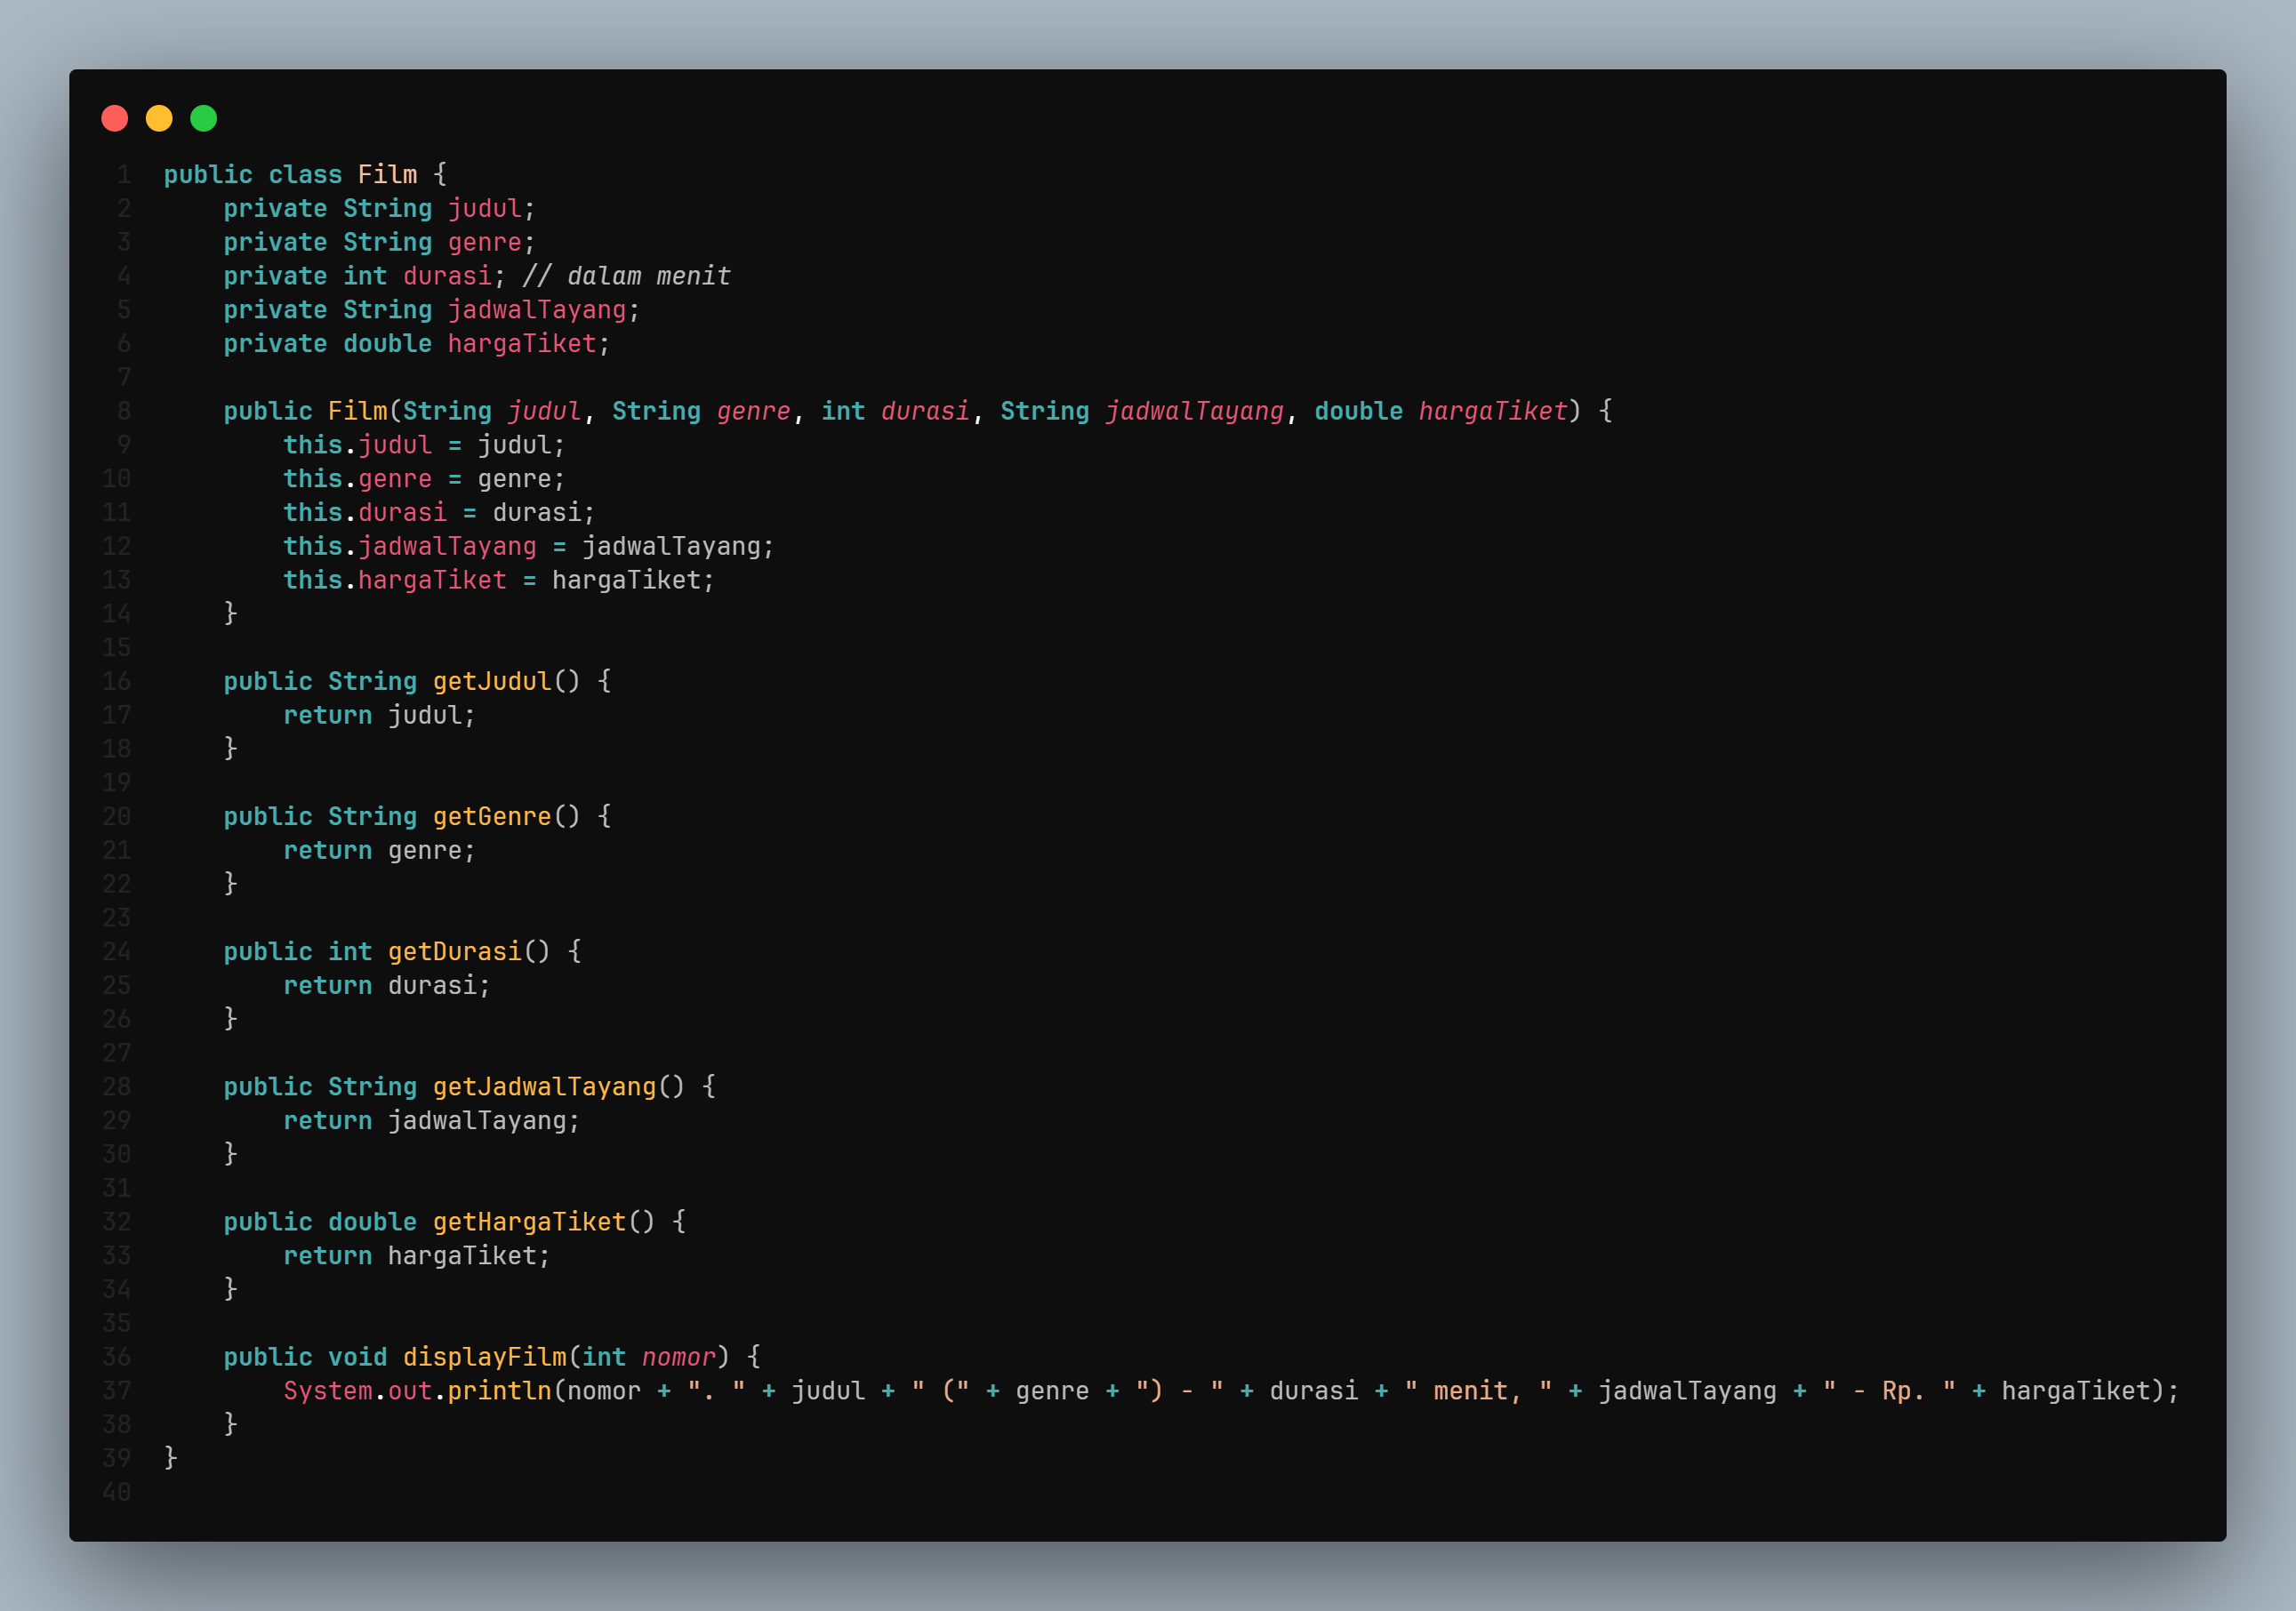 1 public class Film {
2     private String judul;
3     private String genre;
4     private int durasi; // dalam menit
5     private String jadwalTayang;
6     private double hargaTiket;
7
8     public Film(String judul, String genre, int durasi, String jadwalTayang, double hargaTiket) {
9         this.judul = judul;
10         this.genre = genre;
11         this.durasi = durasi;
12         this.jadwalTayang = jadwalTayang;
13         this.hargaTiket = hargaTiket;
14     }
15
16     public String getJudul() {
17         return judul;
18     }
19
20     public String getGenre() {
21         return genre;
22     }
23
24     public int getDurasi() {
25         return durasi;
26     }
27
28     public String getJadwalTayang() {
29         return jadwalTayang;
30     }
31
32     public double getHargaTiket() {
33         return hargaTiket;
34     }
35
36     public void displayFilm(int nomor) {
37         System.out.println(nomor + ". " + judul + " (" + genre + ") - " + durasi + " menit, " + jadwalTayang + " - Rp. " + hargaTiket);
38     }
39 }
40